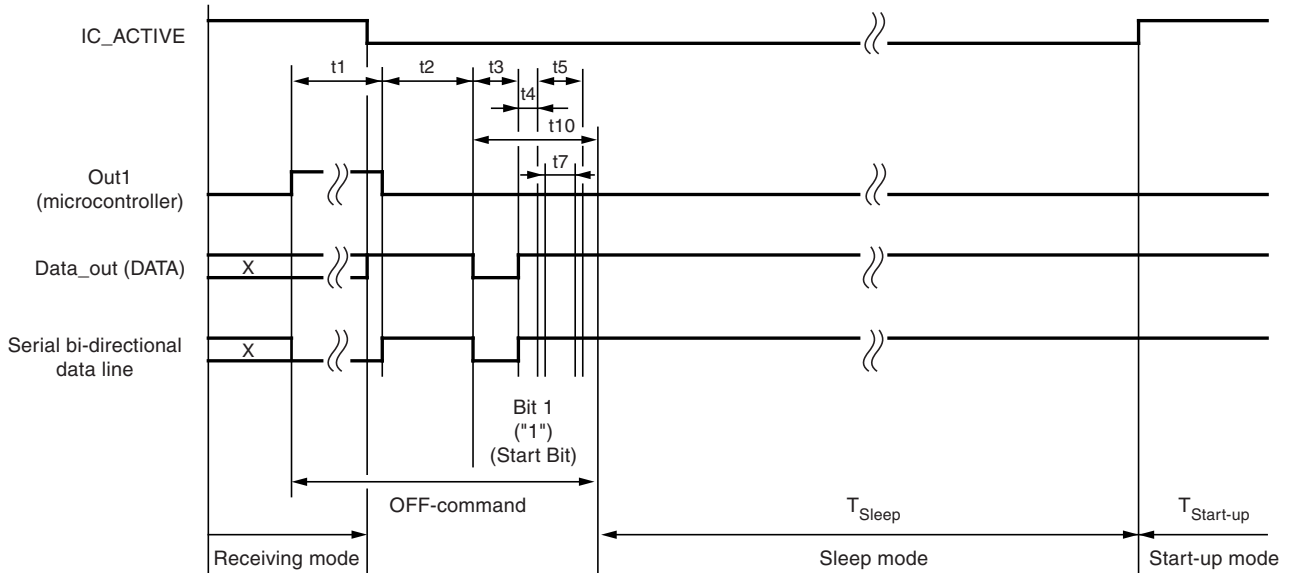 IC_ACTIVE
t1
t2
t3
t5
t4
t10
t7
Out1
(microcontroller)
Data_out (DATA)
X
Serial bi-directional
data line
X
Bit 1
("1")
(Start Bit)
OFF-command
TSleep
TStart-up
Receiving mode
Sleep mode
Start-up mode